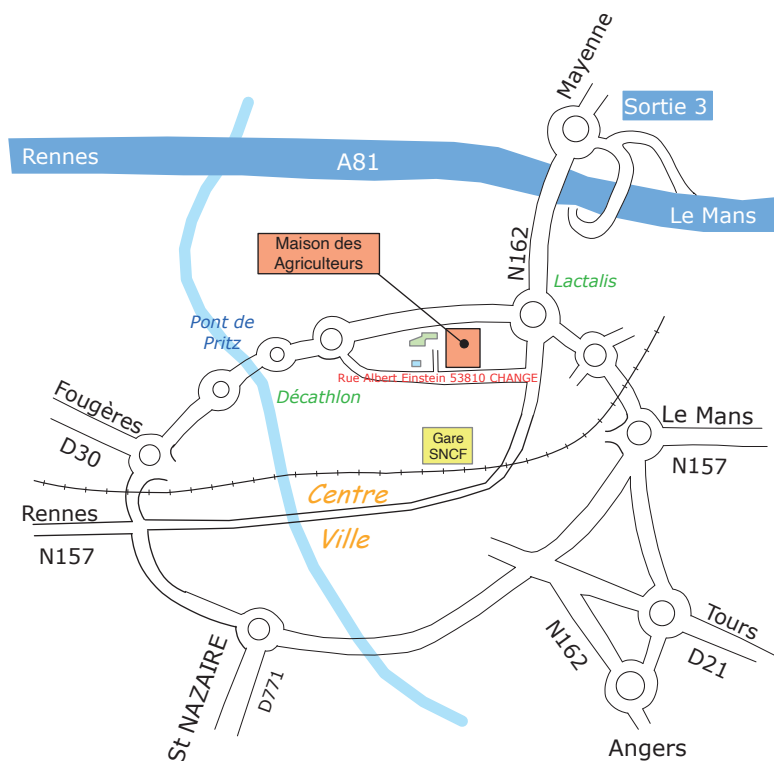 Mayenne
Sortie 3
Rennes
A81
Le Mans
N162
Maison des
Agriculteurs
Lactalis
Pont de
Pritz
Rue Albert Einstein 53810 CHANGE
Décathlon
Fougères
D30
Le Mans
N157
Gare
SNCF
Centre
Ville
Rennes
N157
Tours
D21
N162
St NAZAIRE
D771
Angers